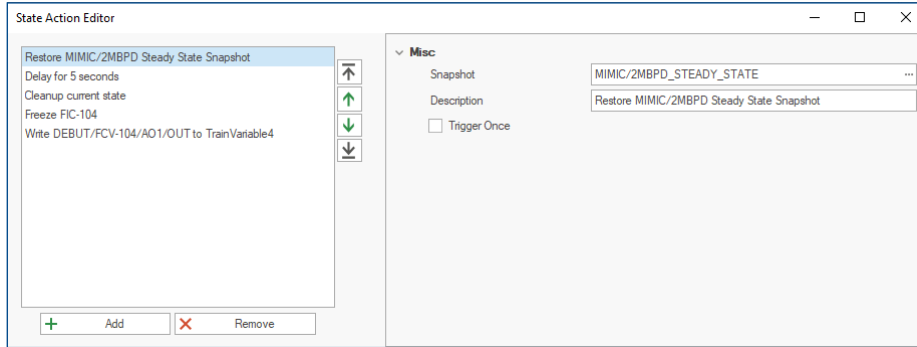 State Action Editor
Restore MIMIC/2MBPD Steady State Snapshot
Delay for 5 seconds
Cleanup current state
Freeze FIC-104
Write DEBUT/FCV-104/AO1/OUT to TrainVariable4
Add
Remove
Misc
Snapshot MIMIC/2MBPD_STEADY_STATE ...
Description Restore MIMIC/2MBPD Steady State Snapshot
Trigger Once